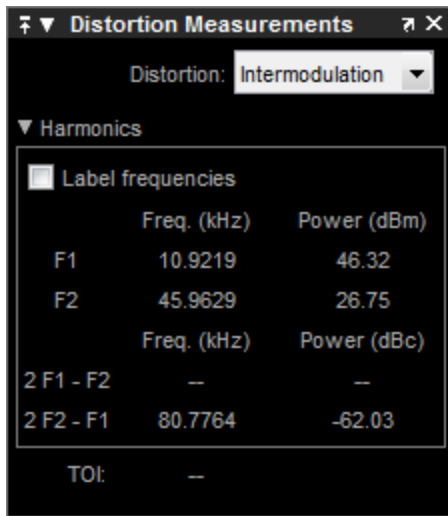 Distortion Measurements
Distortion: Intermodulation
Harmonics
Label frequencies
Freq. (kHz) Power (dBm)
F1 10.9219 46.32
F2 45.9629 26.75
Freq. (kHz) Power (dBc)
2 F1 - F2 -- --
2 F2 - F1 80.7764 -62.03
TOI: --